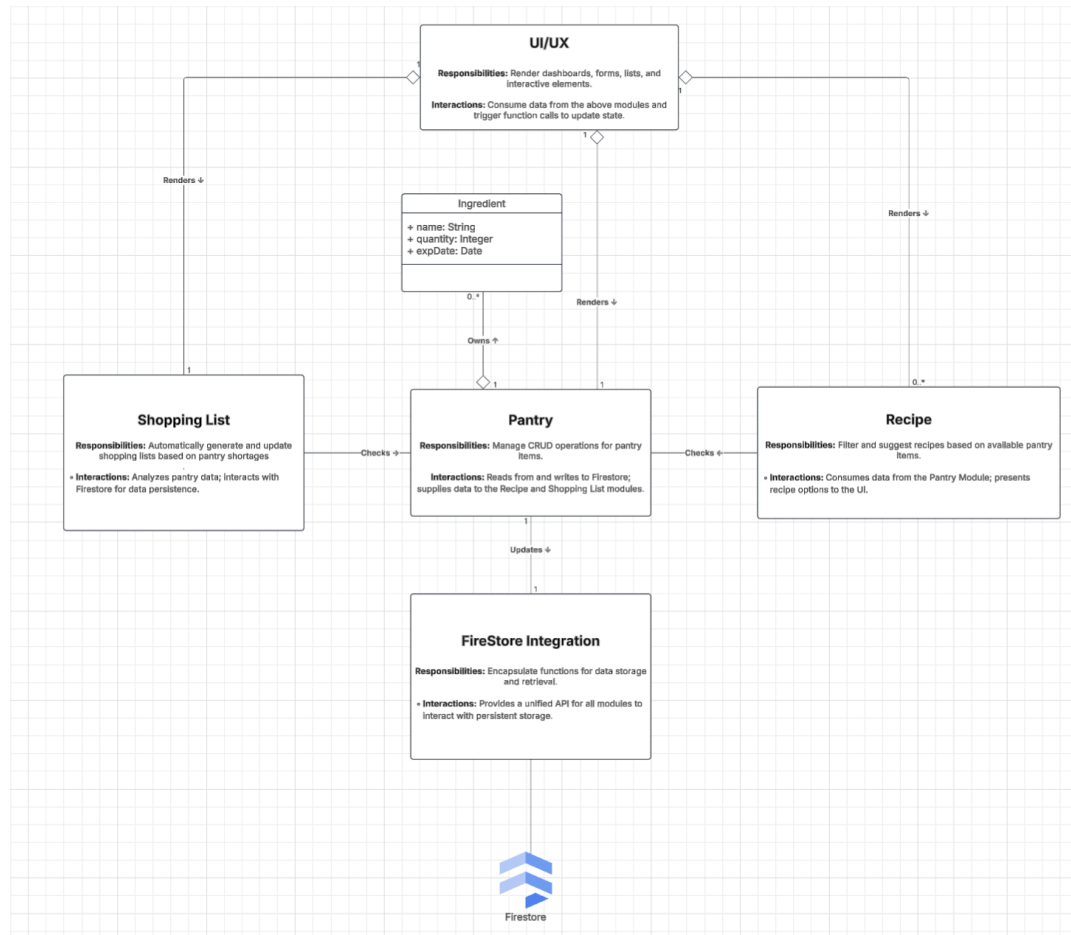 UI/UX
Responsibilities: Render dashboards, forms, lists, and
interactive elements.
Interactions: Consume data from the above modules and
trigger function calls to update state.
1
1
1
Renders ↓
Ingredient
+ name: String
+ quantity: Integer
+ expDate: Date
0..*
Renders ↓
Renders ↓
Owns ↑
1
1
1
0..*
Shopping List
Responsibilities: Automatically generate and update
shopping lists based on pantry shortages
.
• Interactions: Analyzes pantry data; interacts with
Firestore for data persistence.
Checks →
Pantry
Responsibilities: Manage CRUD operations for pantry
items.
Interactions: Reads from and writes to Firestore;
supplies data to the Recipe and Shopping List modules.
Checks ←
Recipe
Responsibilities: Filter and suggest recipes based on available pantry
items.
• Interactions: Consumes data from the Pantry Module; presents
recipe options to the UI.
1
Updates ↓
1
FireStore Integration
Responsibilities: Encapsulate functions for data storage
and retrieval.
• Interactions: Provides a unified API for all modules to
interact with persistent storage.
Firestore